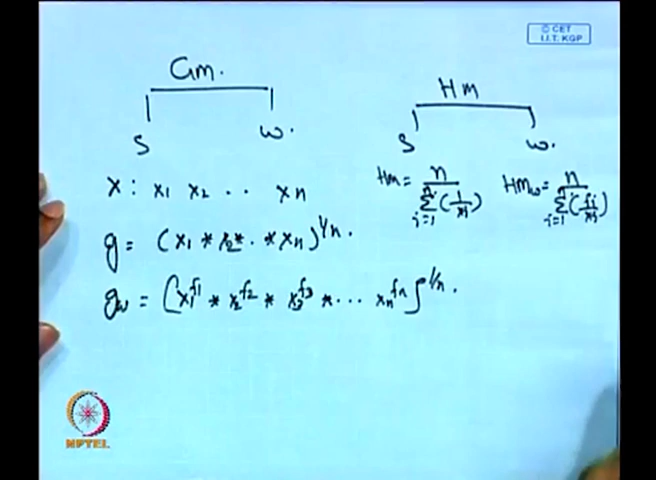 © CET
I.I.T. KGP
Gm.
S W.
Hm
S W.
X : x1 x2 .. xn
g = (x1 * x2 * . * xn)^1/n.
gw = [x1^f1 * x2^f2 * x3^f3 * ... xn^fn]^1/n.
Hm = n / Σ i=1 n (1/xi)
Hmw = n / Σ i=1 n (fi/xi)
NPTEL